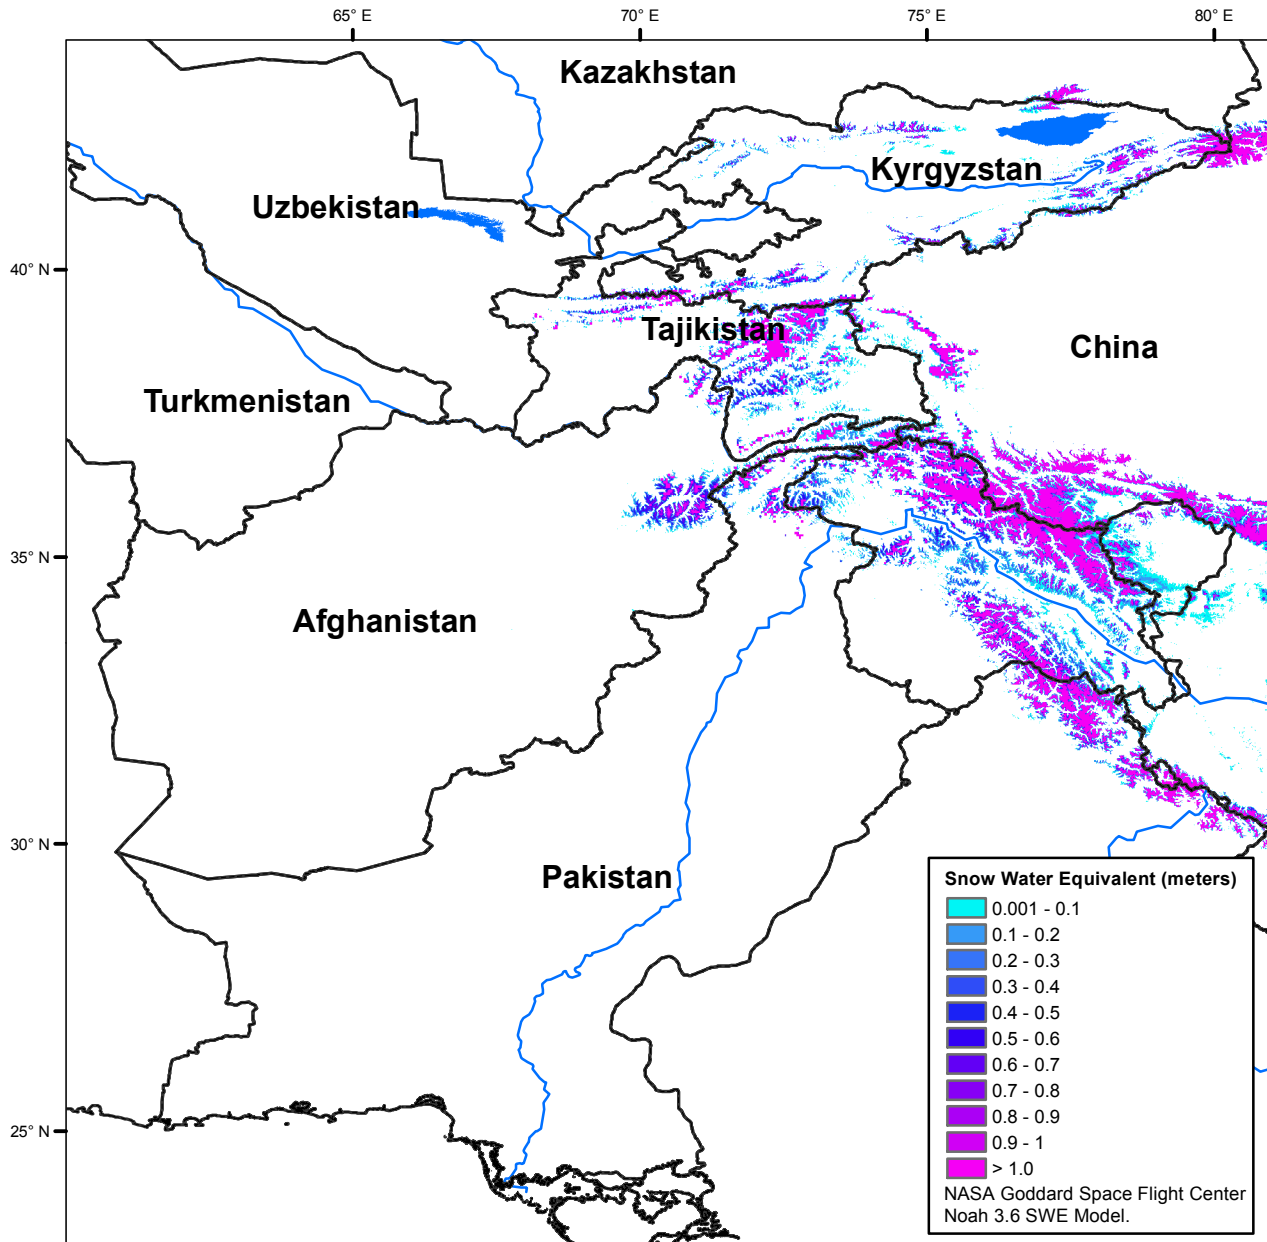 65° E
70° E
75° E
80° E
Kazakhstan
Kyrgyzstan
Uzbekistan
40° N
Tajikistan
China
Turkmenistan
35° N
Afghanistan
30° N
Pakistan
25° N
Snow Water Equivalent (meters)
0.001 - 0.1
0.1 - 0.2
0.2 - 0.3
0.3 - 0.4
0.4 - 0.5
0.5 - 0.6
0.6 - 0.7
0.7 - 0.8
0.8 - 0.9
0.9 - 1
> 1.0
NASA Goddard Space Flight Center
Noah 3.6 SWE Model.